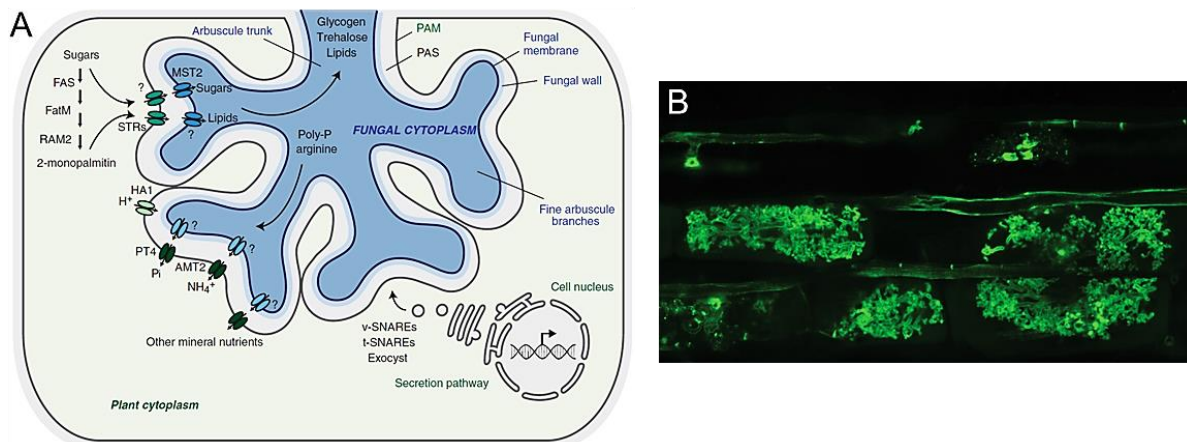 A
Arbuscule trunk
Glycogen
Trehalose
Lipids
PAM
PAS
Fungal
membrane
Fungal wall
Sugars
FAS
FatM
RAM2
2-monopalmitin
?
MST2
Sugars
STRs
Lipids
?
FUNGAL CYTOPLASM
Poly-P
arginine
HA1
H+
?
?
Fine arbuscule
branches
PT4
Pi
AMT2
NH₄⁺
?
Other mineral nutrients
v-SNAREs
t-SNAREs
Exocyst
Cell nucleus
Secretion pathway
Plant cytoplasm
B